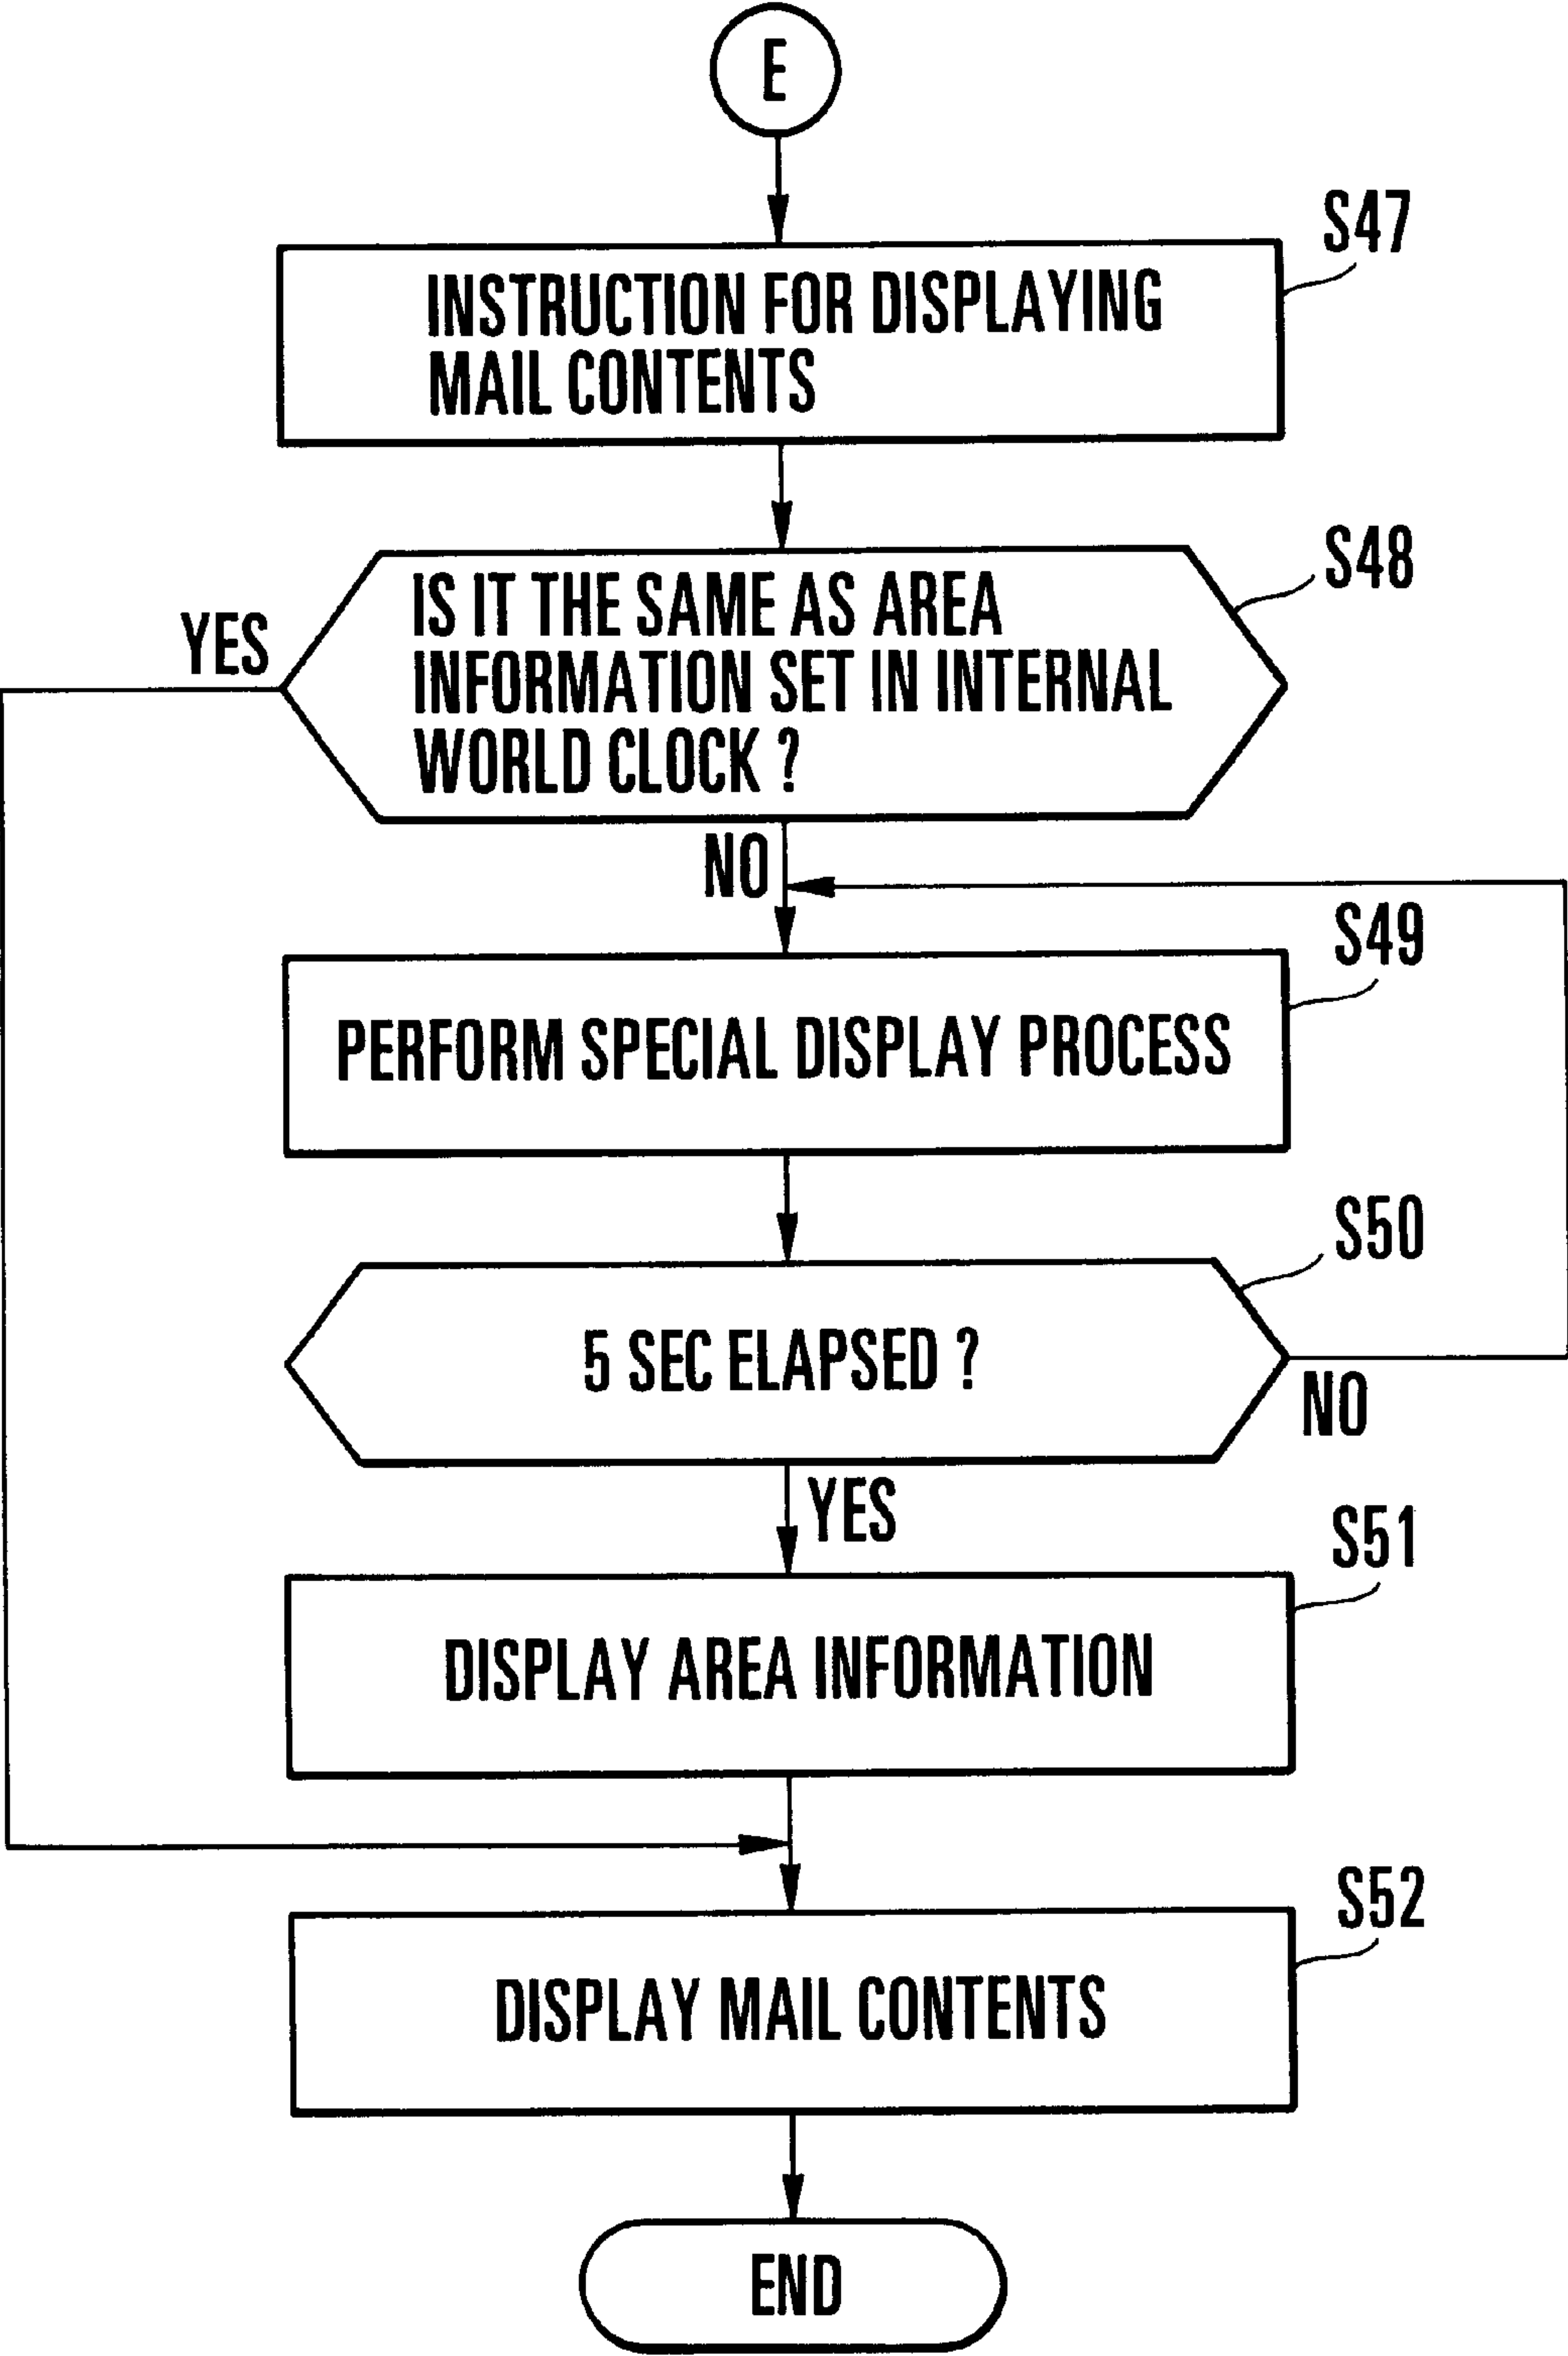 E
S47
INSTRUCTION FOR DISPLAYING
MAIL CONTENTS
S48
IS IT THE SAME AS AREA
INFORMATION SET IN INTERNAL
WORLD CLOCK ?
YES
NO
S49
PERFORM SPECIAL DISPLAY PROCESS
S50
5 SEC ELAPSED ?
NO
YES
S51
DISPLAY AREA INFORMATION
S52
DISPLAY MAIL CONTENTS
END